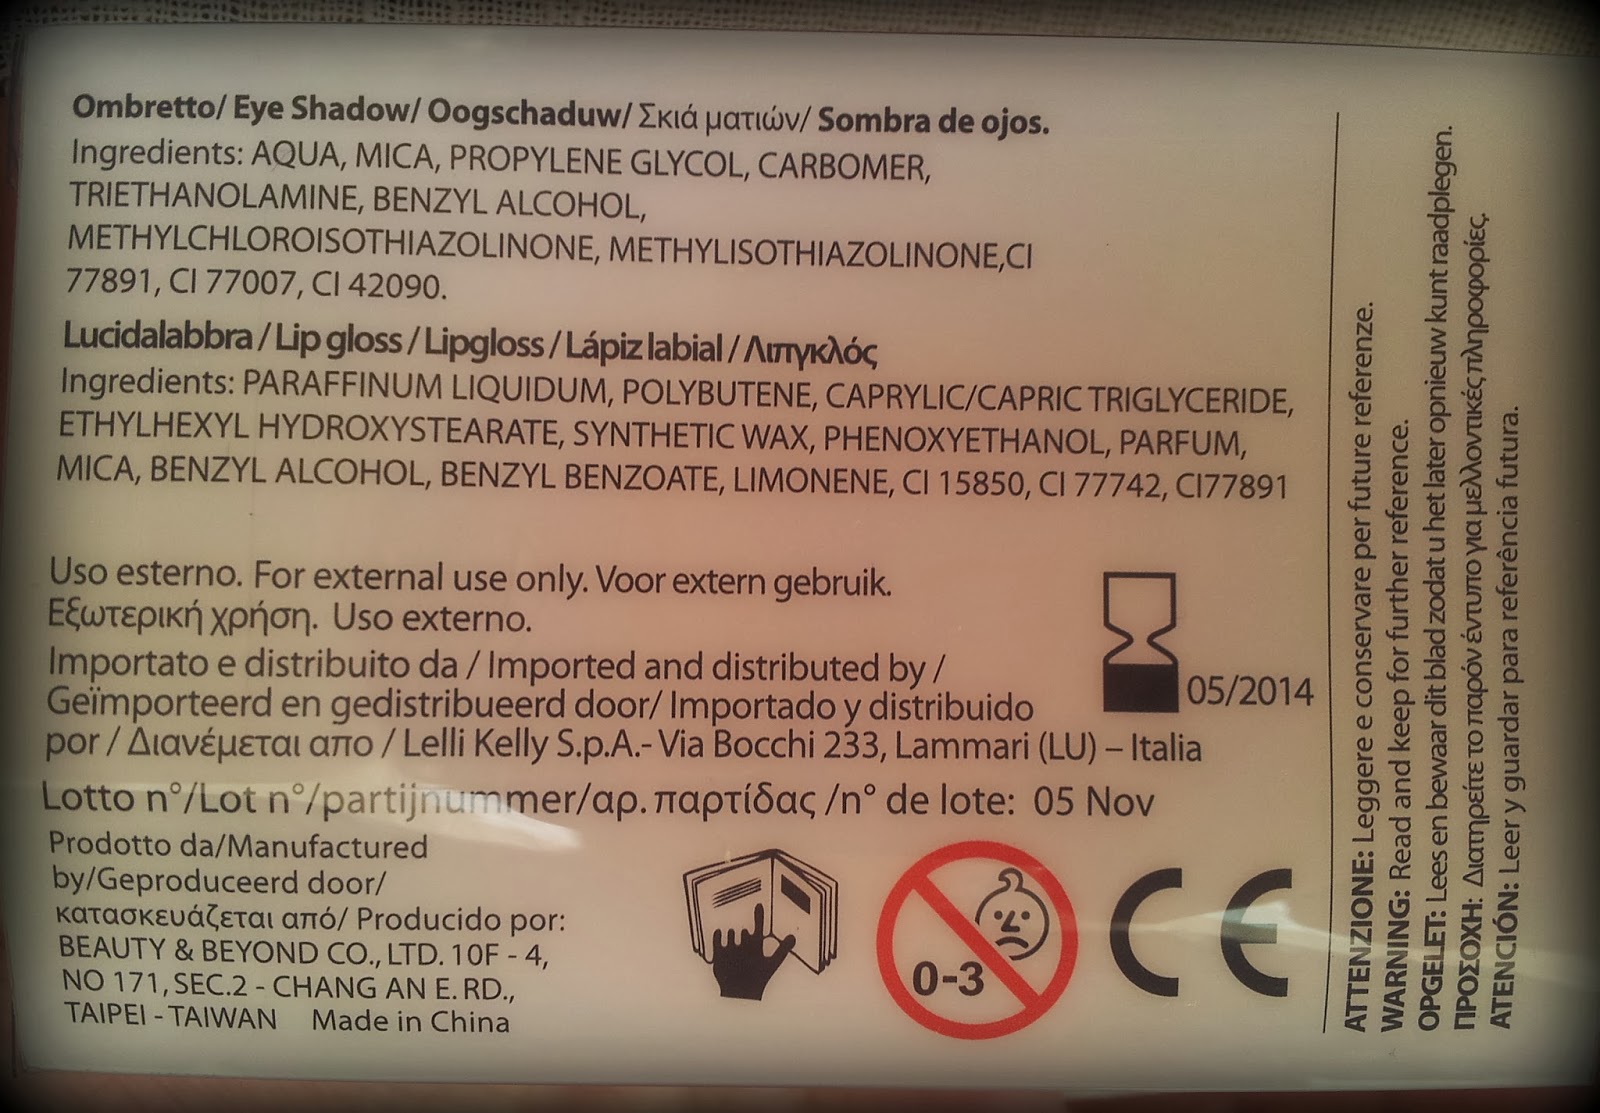 Ombretto/ Eye Shadow/ Oogschaduw/ Σκιά ματιών/ Sombra de ojos.
Ingredients: AQUA, MICA, PROPYLENE GLYCOL, CARBOMER,
TRIETHANOLAMINE, BENZYL ALCOHOL,
METHYLCHLOROISOTHIAZOLINONE, METHYLISOTHIAZOLINONE,CI
77891, CI 77007, CI 42090.
Lucidalabbra / Lip gloss / Lipgloss / Lápiz labial / Λιπγκλός
Ingredients: PARAFFINUM LIQUIDUM, POLYBUTENE, CAPRYLIC/CAPRIC TRIGLYCERIDE,
ETHYLHEXYL HYDROXYSTEARATE, SYNTHETIC WAX, PHENOXYETHANOL, PARFUM,
MICA, BENZYL ALCOHOL, BENZYL BENZOATE, LIMONENE, CI 15850, CI 77742, CI77891
Uso esterno. For external use only. Voor extern gebruik.
Εξωτερική χρήση. Uso externo.
Importato e distribuito da / Imported and distributed by /
Geïmporteerd en gedistribueerd door/ Importado y distribuido
por / Διανέμεται απο / Lelli Kelly S.p.A.- Via Bocchi 233, Lammari (LU) – Italia
05/2014
Lotto n°/Lot n°/partijnummer/αρ. παρτίδας /n° de lote: 05 Nov
Prodotto da/Manufactured
by/Geproduceerd door/
κατασκευάζεται από/ Producido por:
BEAUTY & BEYOND CO., LTD. 10F - 4,
NO 171, SEC.2 - CHANG AN E. RD.,
TAIPEI - TAIWAN Made in China
0-3
CE
ATTENZIONE: Leggere e conservare per future referenze.
WARNING: Read and keep for further reference.
OPGELET: Lees en bewaar dit blad zodat u het later opnieuw kunt raadplegen.
ΠΡΟΣΟΧΗ: Διατηρείτε το παρόν έντυπο για μελλοντικές πληροφορίες.
ATENCIÓN: Leer y guardar para referência futura.